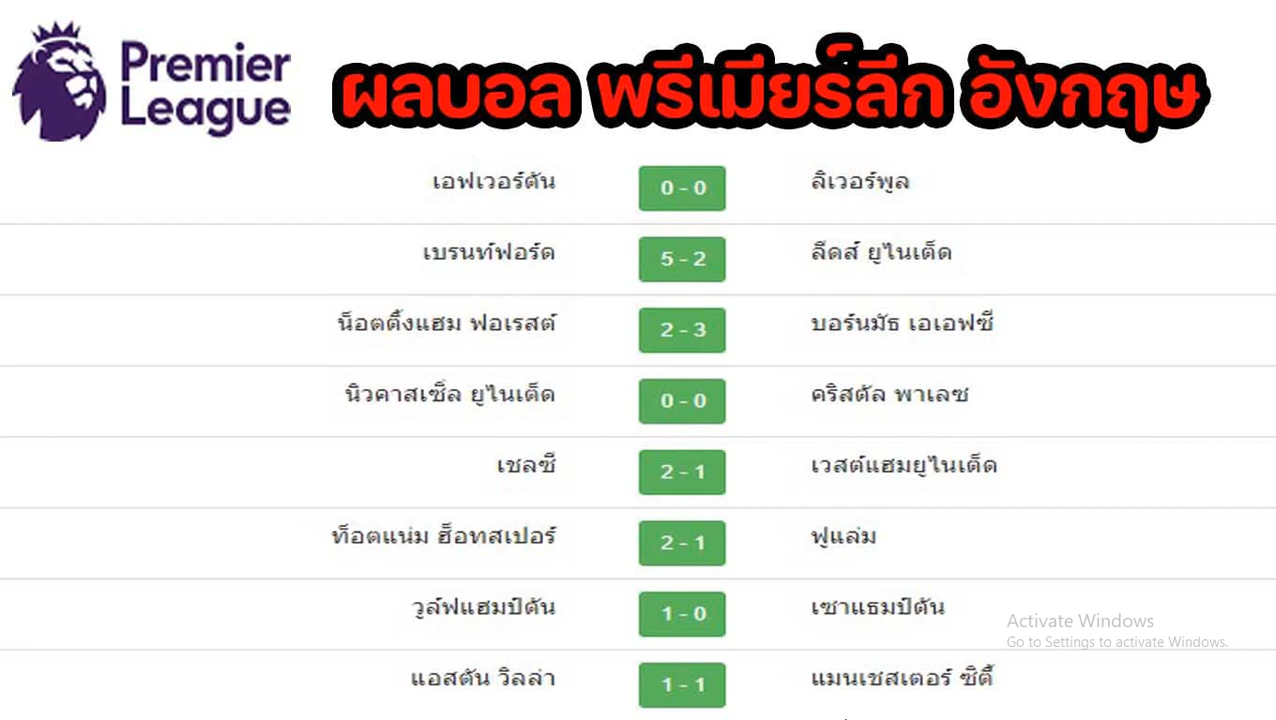 Premier
League
ผลบอล พรีเมียร์ลีก อังกฤษ
เอฟเวอร์ตัน 0 - 0 ลิเวอร์พูล
เบรนท์ฟอร์ด 5 - 2 ลีดส์ ยูไนเต็ด
น็อตติ้งแฮม ฟอเรสต์ 2 - 3 บอร์นมัธ เอเอฟซี
นิวคาสเซิ่ล ยูไนเต็ด 0 - 0 คริสตัล พาเลซ
เชลซี 2 - 1 เวสต์แฮมยูไนเต็ด
ท็อตแน่ม ฮ็อทสเปอร์ 2 - 1 ฟูแล่ม
วูล์ฟแฮมป์ตัน 1 - 0 เซาแธมป์ตัน
Activate Windows
Go to Settings to activate Windows.
แอสตัน วิลล่า 1 - 1 แมนเชสเตอร์ ซิตี้